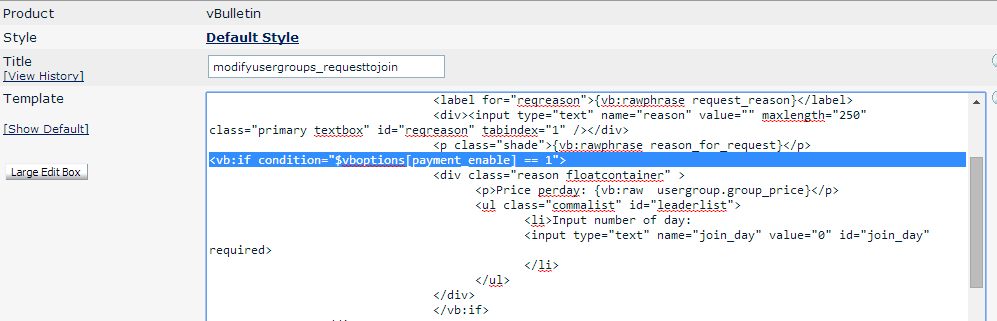 Product vBulletin
Style Default Style
Title modifyusergroups_requesttojoin
[View History]
Template
[Show Default]
Large Edit Box
<label for="reqreason">{vb:rawphrase request_reason}</label>
<div><input type="text" name="reason" value="" maxlength="250"
class="primary textbox" id="reqreason" tabindex="1" /></div>
<p class="shade">{vb:rawphrase reason_for_request}</p>
<vb:if condition="$vboptions[payment_enable] == 1">
<div class="reason floatcontainer" >
<p>Price perday: {vb:raw  usergroup.group_price}</p>
<ul class="commalist" id="leaderlist">
<li>Input number of day:
<input type="text" name="join_day" value="0" id="join_day"
required>
</li>
</ul>
</div>
</vb:if>